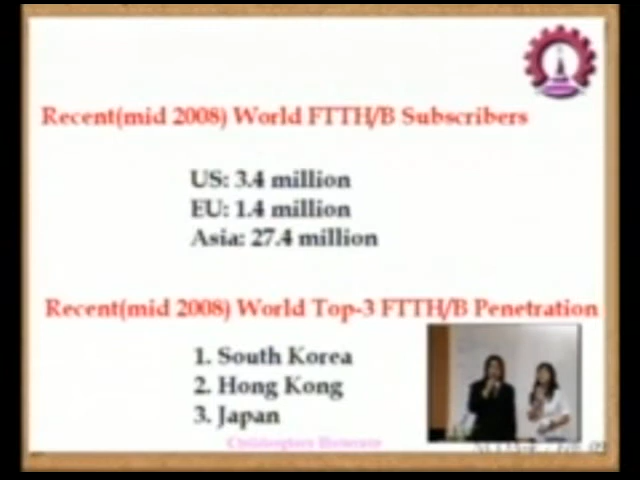 Recent(mid 2008) World FTTH/B Subscribers
US: 3.4 million
EU: 1.4 million
Asia: 27.4 million
Recent(mid 2008) World Top-3 FTTH/B Penetration
1. South Korea
2. Hong Kong
3. Japan